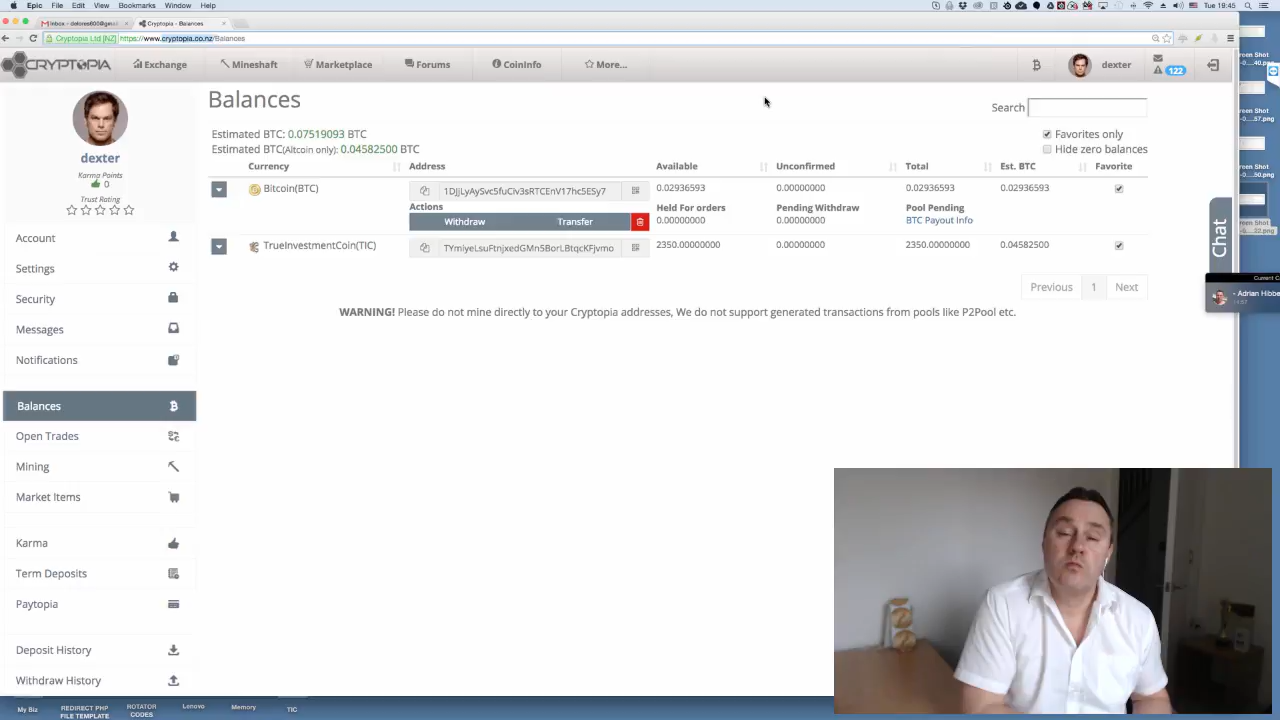 Epic File Edit View Bookmarks Window Help
Tue 19:45
Cryptopia - Balances
Cryptopia Ltd [NZ] https://www.cryptopia.co.nz/Balances
CRYPTOPIA Exchange Mineshaft Marketplace Forums CoinInfo More... dexter 122
Balances
Search
dexter
Karma Points
0
Trust Rating
Account
Settings
Security
Messages
Notifications
Balances
Open Trades
Mining
Market Items
Karma
Term Deposits
Paytopia
Deposit History
Withdraw History
Estimated BTC: 0.07519093 BTC
Favorites only
Estimated BTC(Altcoin only): 0.04582500 BTC
Hide zero balances
Currency Address Available Unconfirmed Total Est. BTC Favorite
Bitcoin(BTC) 1DJjLyAySvc5fuCiv3sRTCEnV17hc5ESy7 0.02936593 0.00000000 0.02936593 0.02936593
Actions Held For orders Pending Withdraw Pool Pending
Withdraw Transfer 0.00000000 0.00000000 BTC Payout Info
TrueInvestmentCoin(TIC) TYmiyeLsuFtnjxedGMn5BorLBtqcKFjvmo 2350.00000000 0.00000000 2350.00000000 0.04582500
Previous 1 Next
WARNING! Please do not mine directly to your Cryptopia addresses, We do not support generated transactions from pools like P2Pool etc.
Chat
- Adrian Hibbe
My Biz
REDIRECT PHP
FILE TEMPLATE
ROTATOR
CODES
Lenovo
Memory
TIC